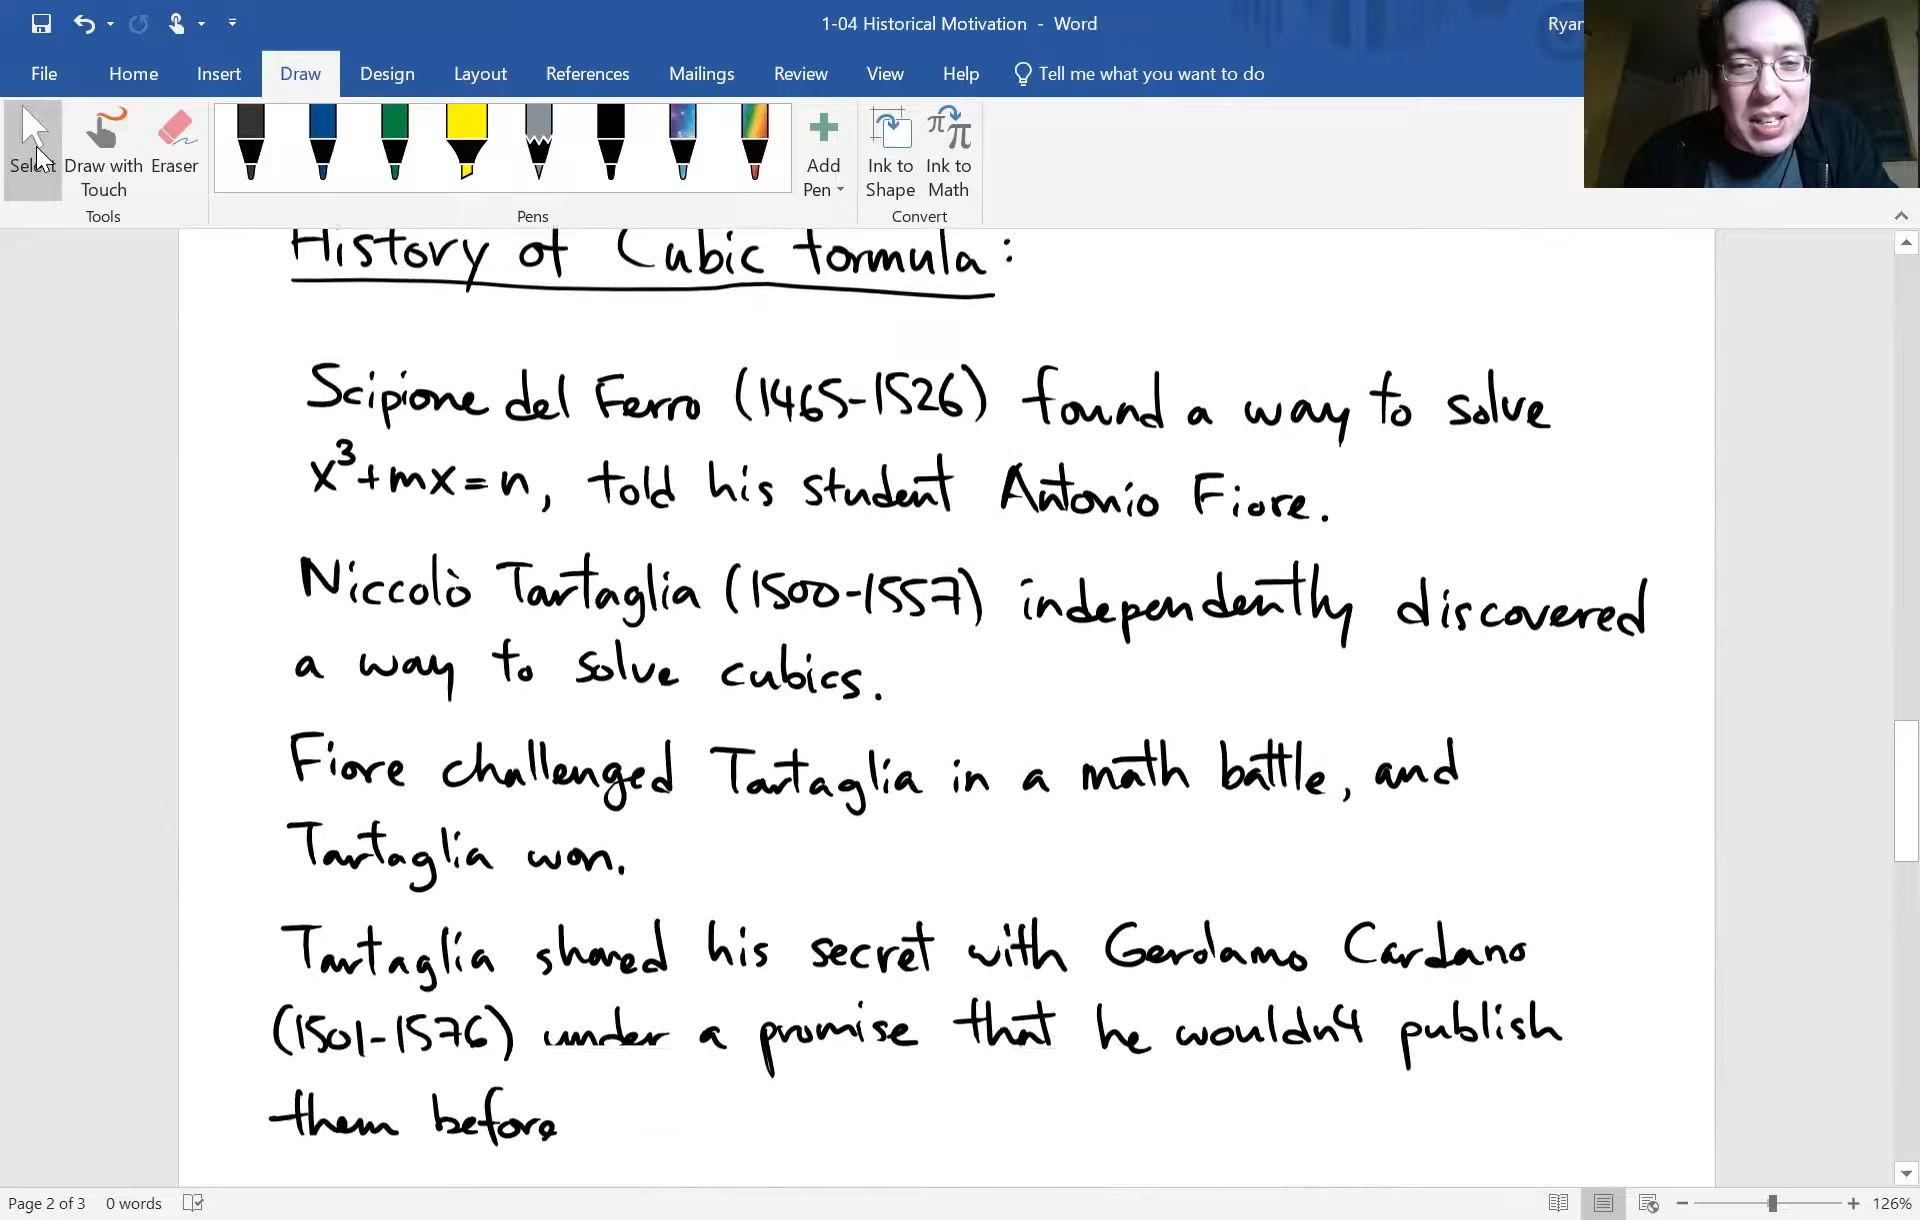 1-04 Historical Motivation - Word
Ryan
File Home Insert Draw Design Layout References Mailings Review View Help Tell me what you want to do
Select Draw with Touch Eraser
Add Pen
Ink to Shape
Ink to Math
Tools Pens Convert
History of Cubic formula:
Scipione del Ferro (1465-1526) found a way to solve
x³+mx=n, told his student Antonio Fiore.
Niccolò Tartaglia (1500-1557) independently discovered
a way to solve cubics.
Fiore challenged Tartaglia in a math battle, and
Tartaglia won.
Tartaglia shared his secret with Gerolamo Cardano
(1501-1576) under a promise that he wouldn't publish
them before
Page 2 of 3 0 words 126%